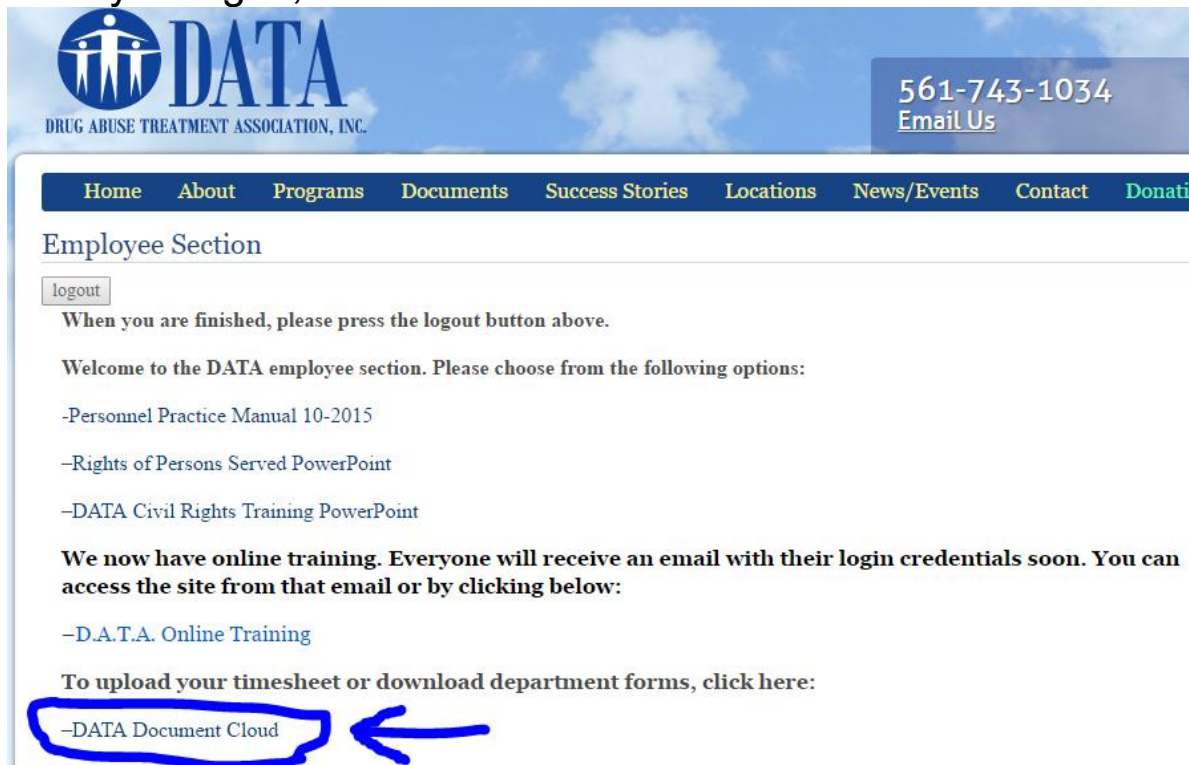 DATA
DRUG ABUSE TREATMENT ASSOCIATION, INC.
561-743-1034
Email Us
Home About Programs Documents Success Stories Locations News/Events Contact Donati
Employee Section
logout
When you are finished, please press the logout button above.
Welcome to the DATA employee section. Please choose from the following options:
-Personnel Practice Manual 10-2015
–Rights of Persons Served PowerPoint
–DATA Civil Rights Training PowerPoint
We now have online training. Everyone will receive an email with their login credentials soon. You can
access the site from that email or by clicking below:
–D.A.T.A. Online Training
To upload your timesheet or download department forms, click here:
–DATA Document Cloud